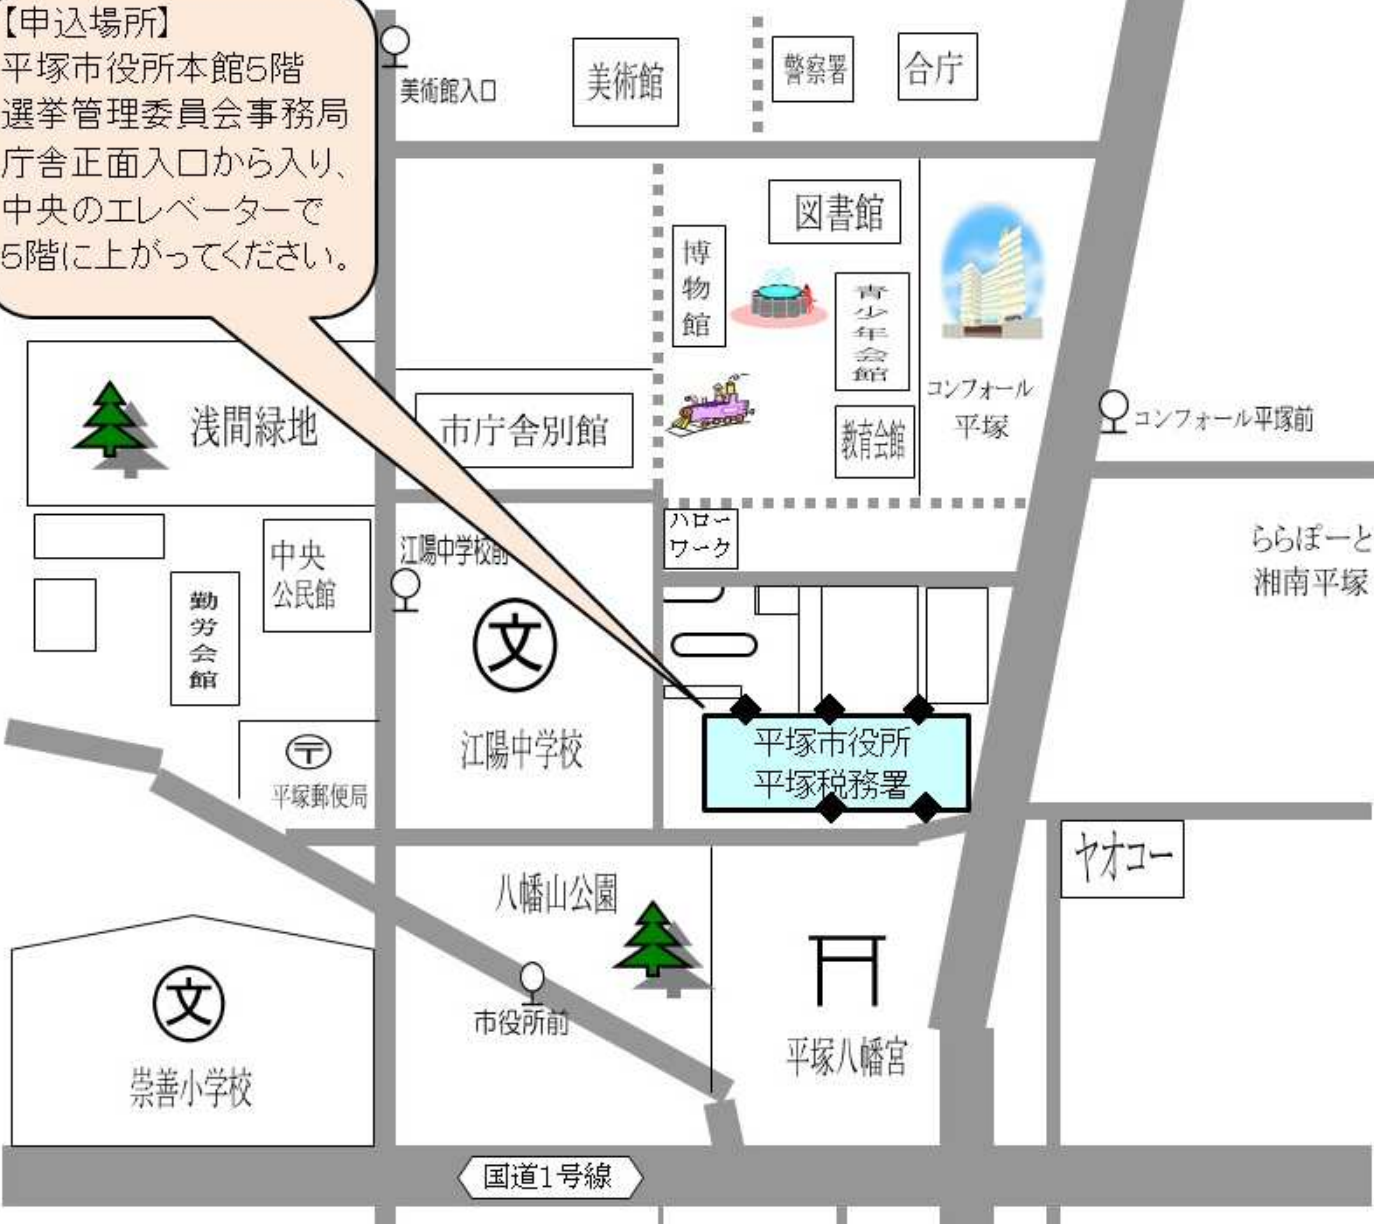 【申込場所】
平塚市役所本館5階
選挙管理委員会事務局
庁舎正面入口から入り、
中央のエレベーターで
5階に上がってください。
美術館入口
美術館
警察署
合庁
図書館
博物館
青少年会館
教育会館
コンフォール
平塚
コンフォール平塚前
浅間緑地
市庁舎別館
ハロー
ワーク
ららぽーと
湘南平塚
中央
公民館
江陽中学校前
勤労会館
文
江陽中学校
〒
平塚郵便局
平塚市役所
平塚税務署
ヤオコー
八幡山公園
市役所前
平塚八幡宮
文
崇善小学校
国道1号線